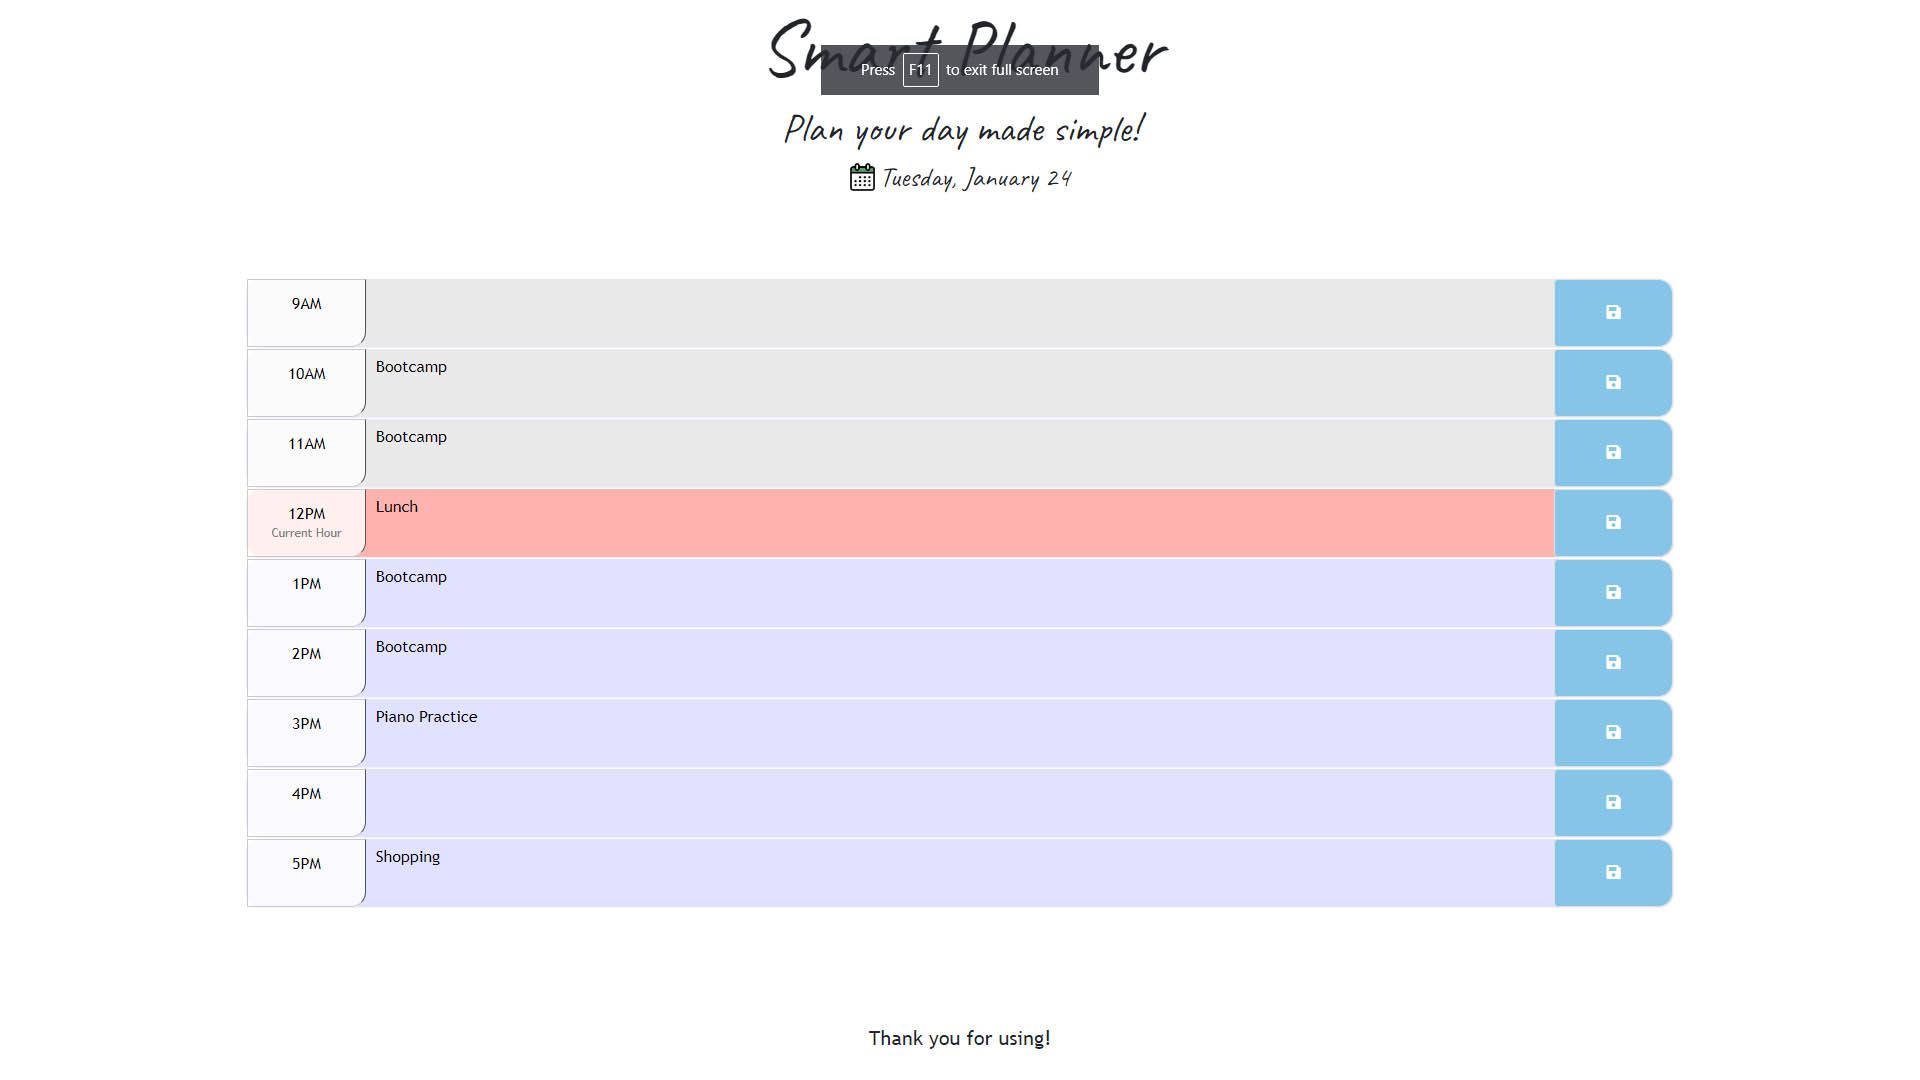 Smart Planner
Press F11 to exit full screen
Plan your day made simple!
Tuesday, January 24
9AM
10AM Bootcamp
11AM Bootcamp
12PM Lunch
Current Hour
1PM Bootcamp
2PM Bootcamp
3PM Piano Practice
4PM
5PM Shopping
Thank you for using!